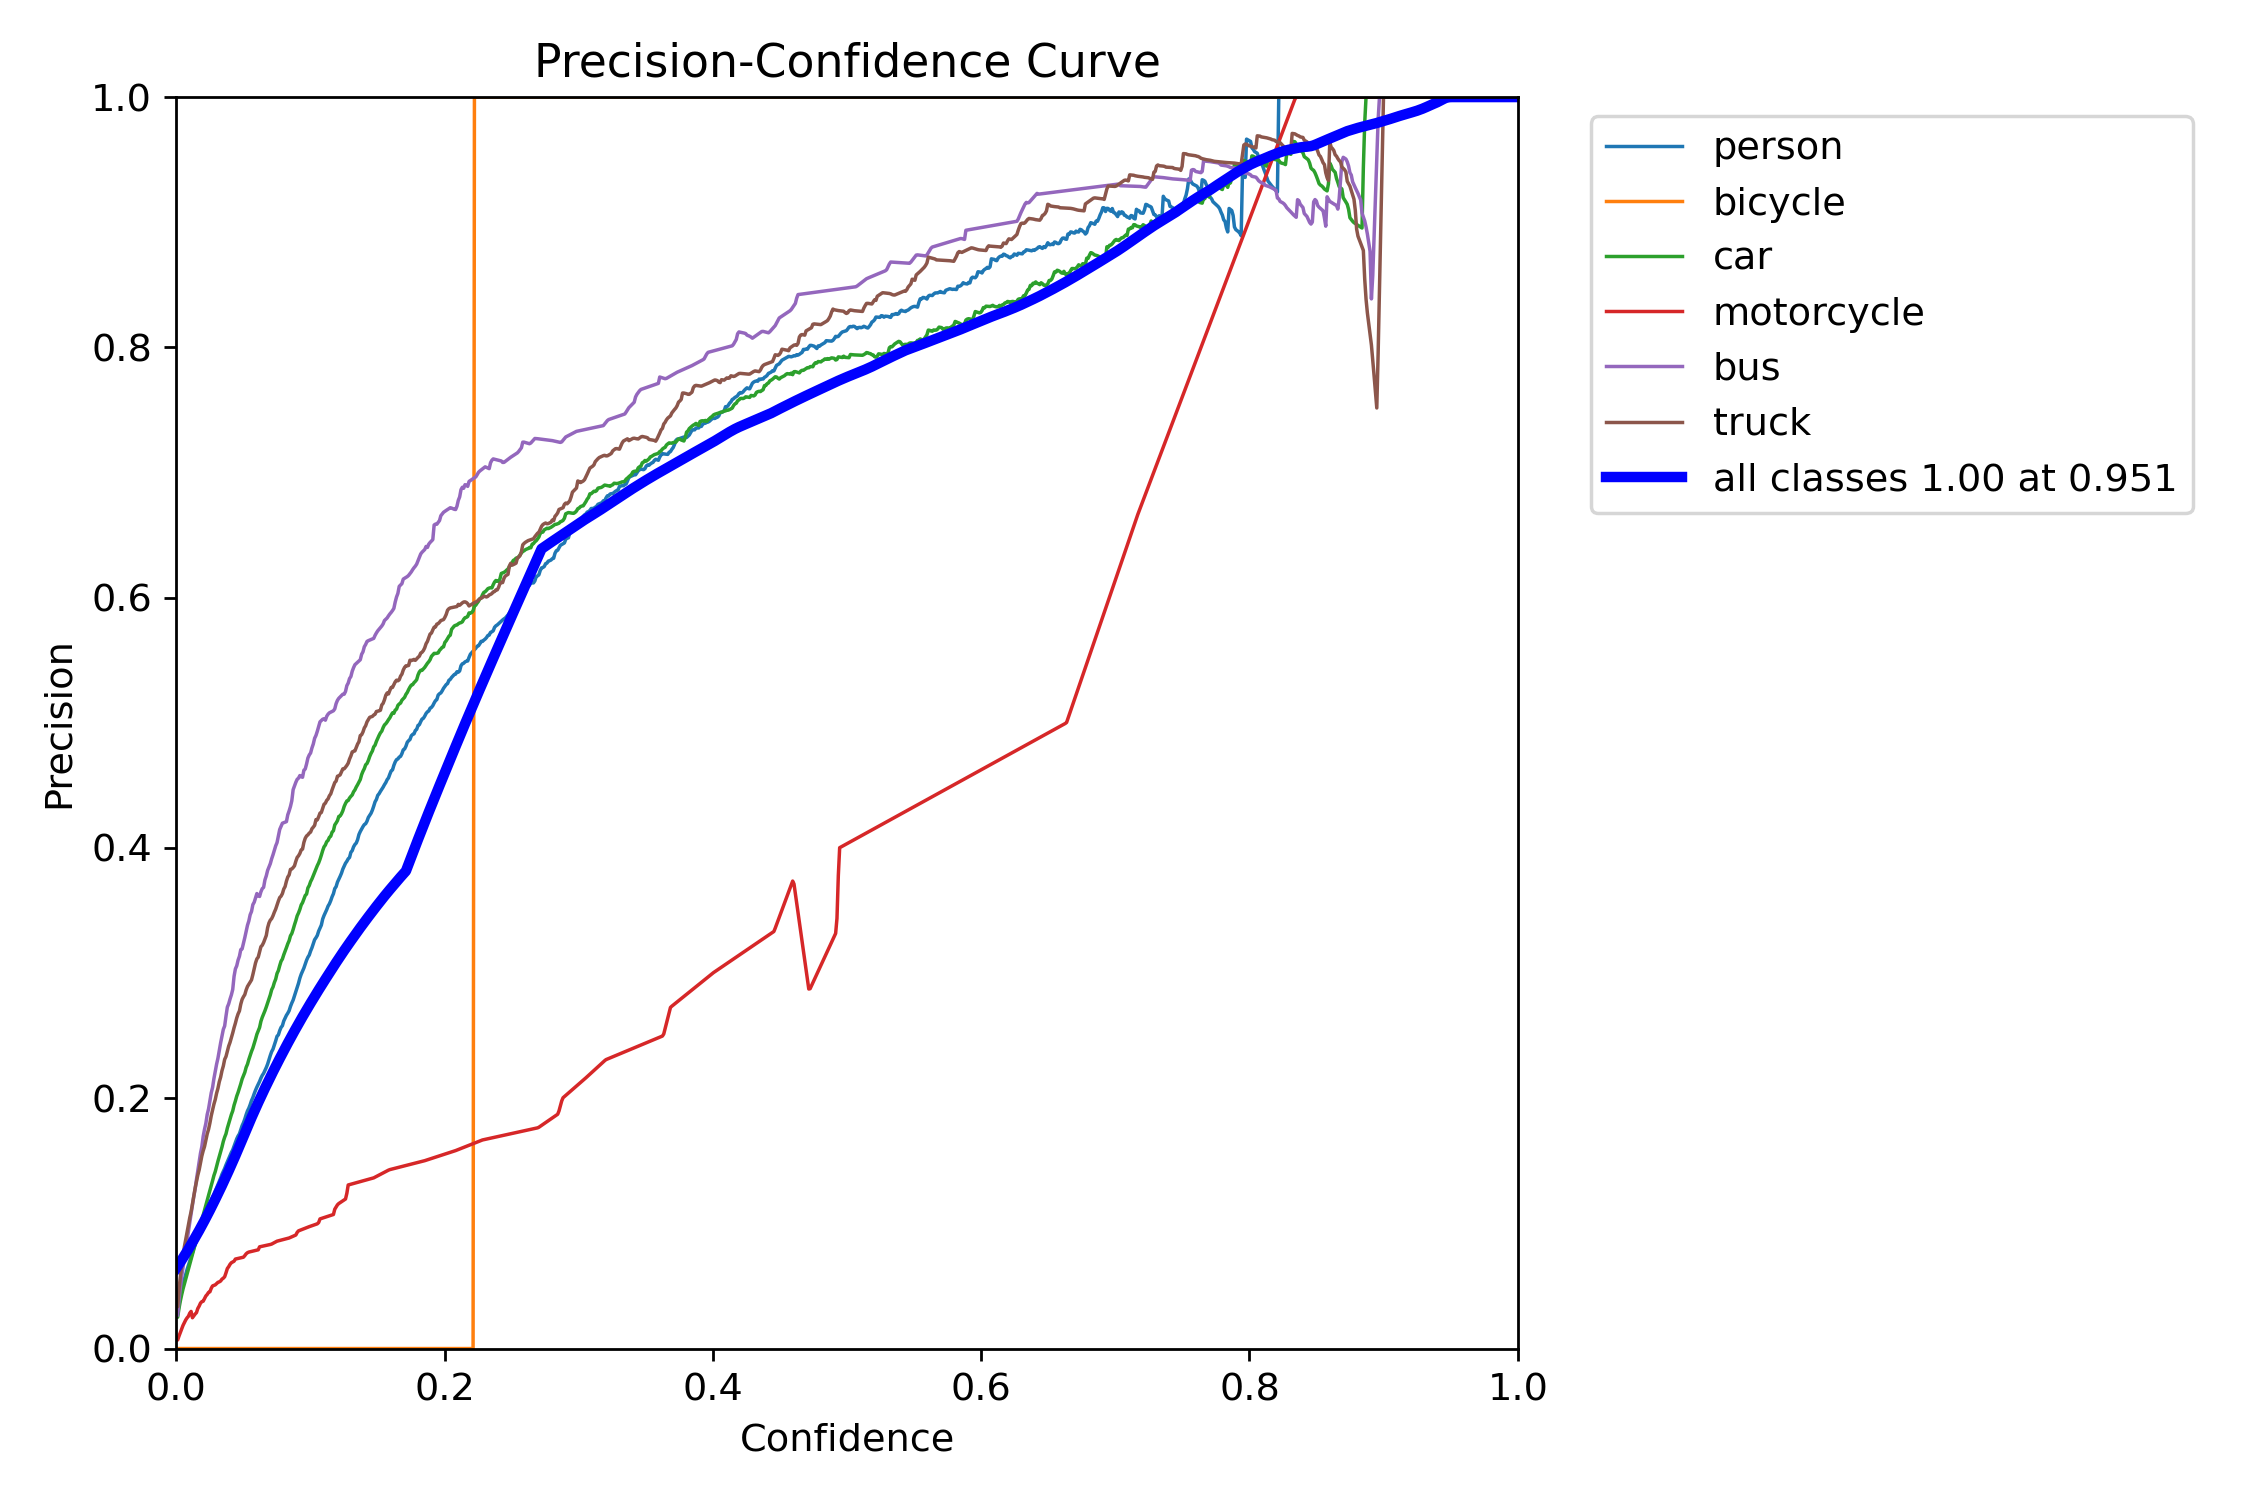 Precision-Confidence Curve
1.0
0.8
0.6
0.4
0.2
0.0
Precision
0.0 0.2 0.4 0.6 0.8 1.0
Confidence
person
bicycle
car
motorcycle
bus
truck
all classes 1.00 at 0.951